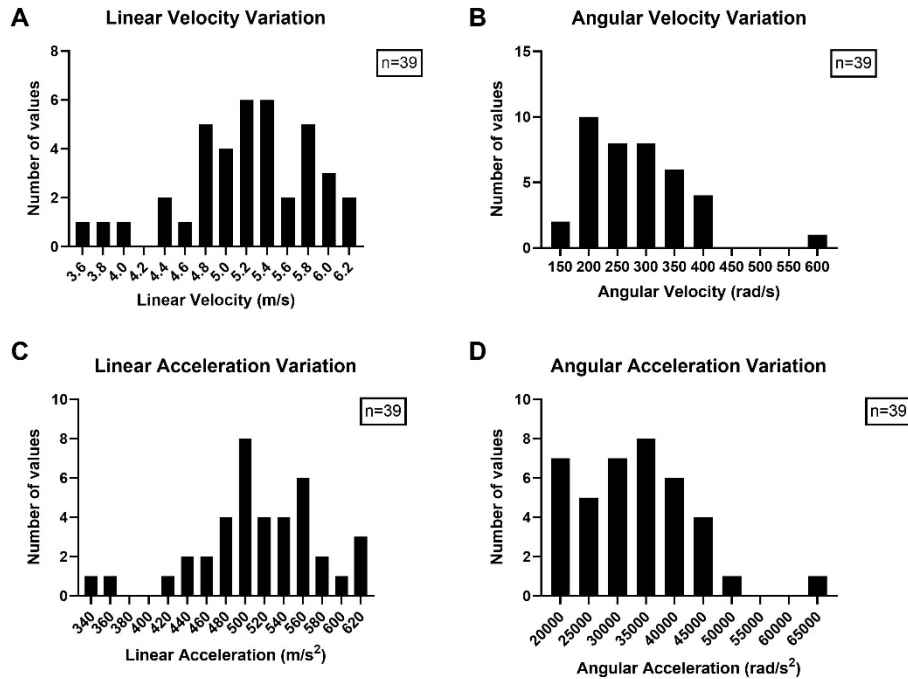 A
Linear Velocity Variation
n=39
8
6
4
2
0
Number of values
3.6 3.8 4.0 4.2 4.4 4.6 4.8 5.0 5.2 5.4 5.6 5.8 6.0 6.2
Linear Velocity (m/s)
B
Angular Velocity Variation
n=39
15
10
5
0
Number of values
150 200 250 300 350 400 450 500 550 600
Angular Velocity (rad/s)
C
Linear Acceleration Variation
n=39
10
8
6
4
2
0
Number of values
340 360 380 400 420 440 460 480 500 520 540 560 580 600 620
Linear Acceleration (m/s²)
D
Angular Acceleration Variation
n=39
10
8
6
4
2
0
Number of values
20000 25000 30000 35000 40000 45000 50000 55000 60000 65000
Angular Acceleration (rad/s²)